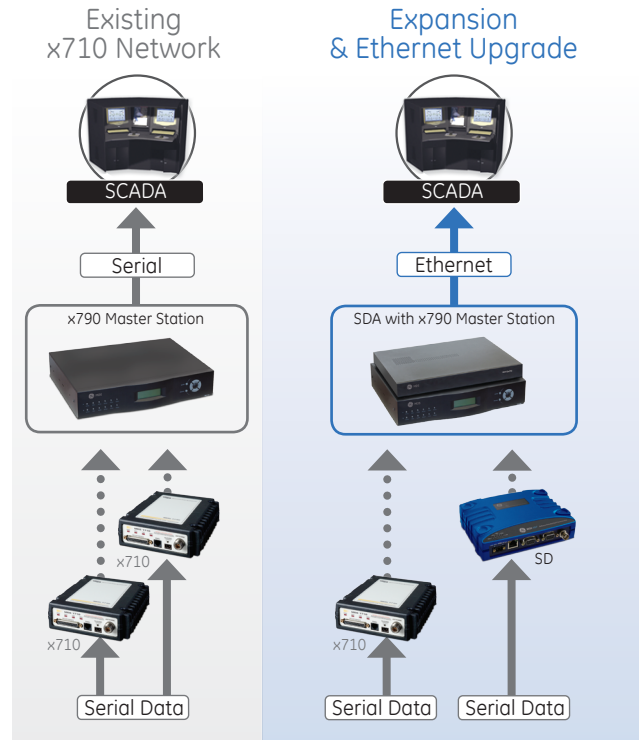 Existing
x710 Network
SCADA
Serial
x790 Master Station
x710
x710
Serial Data
Expansion
& Ethernet Upgrade
SCADA
Ethernet
SDA with x790 Master Station
SD
x710
Serial Data
Serial Data